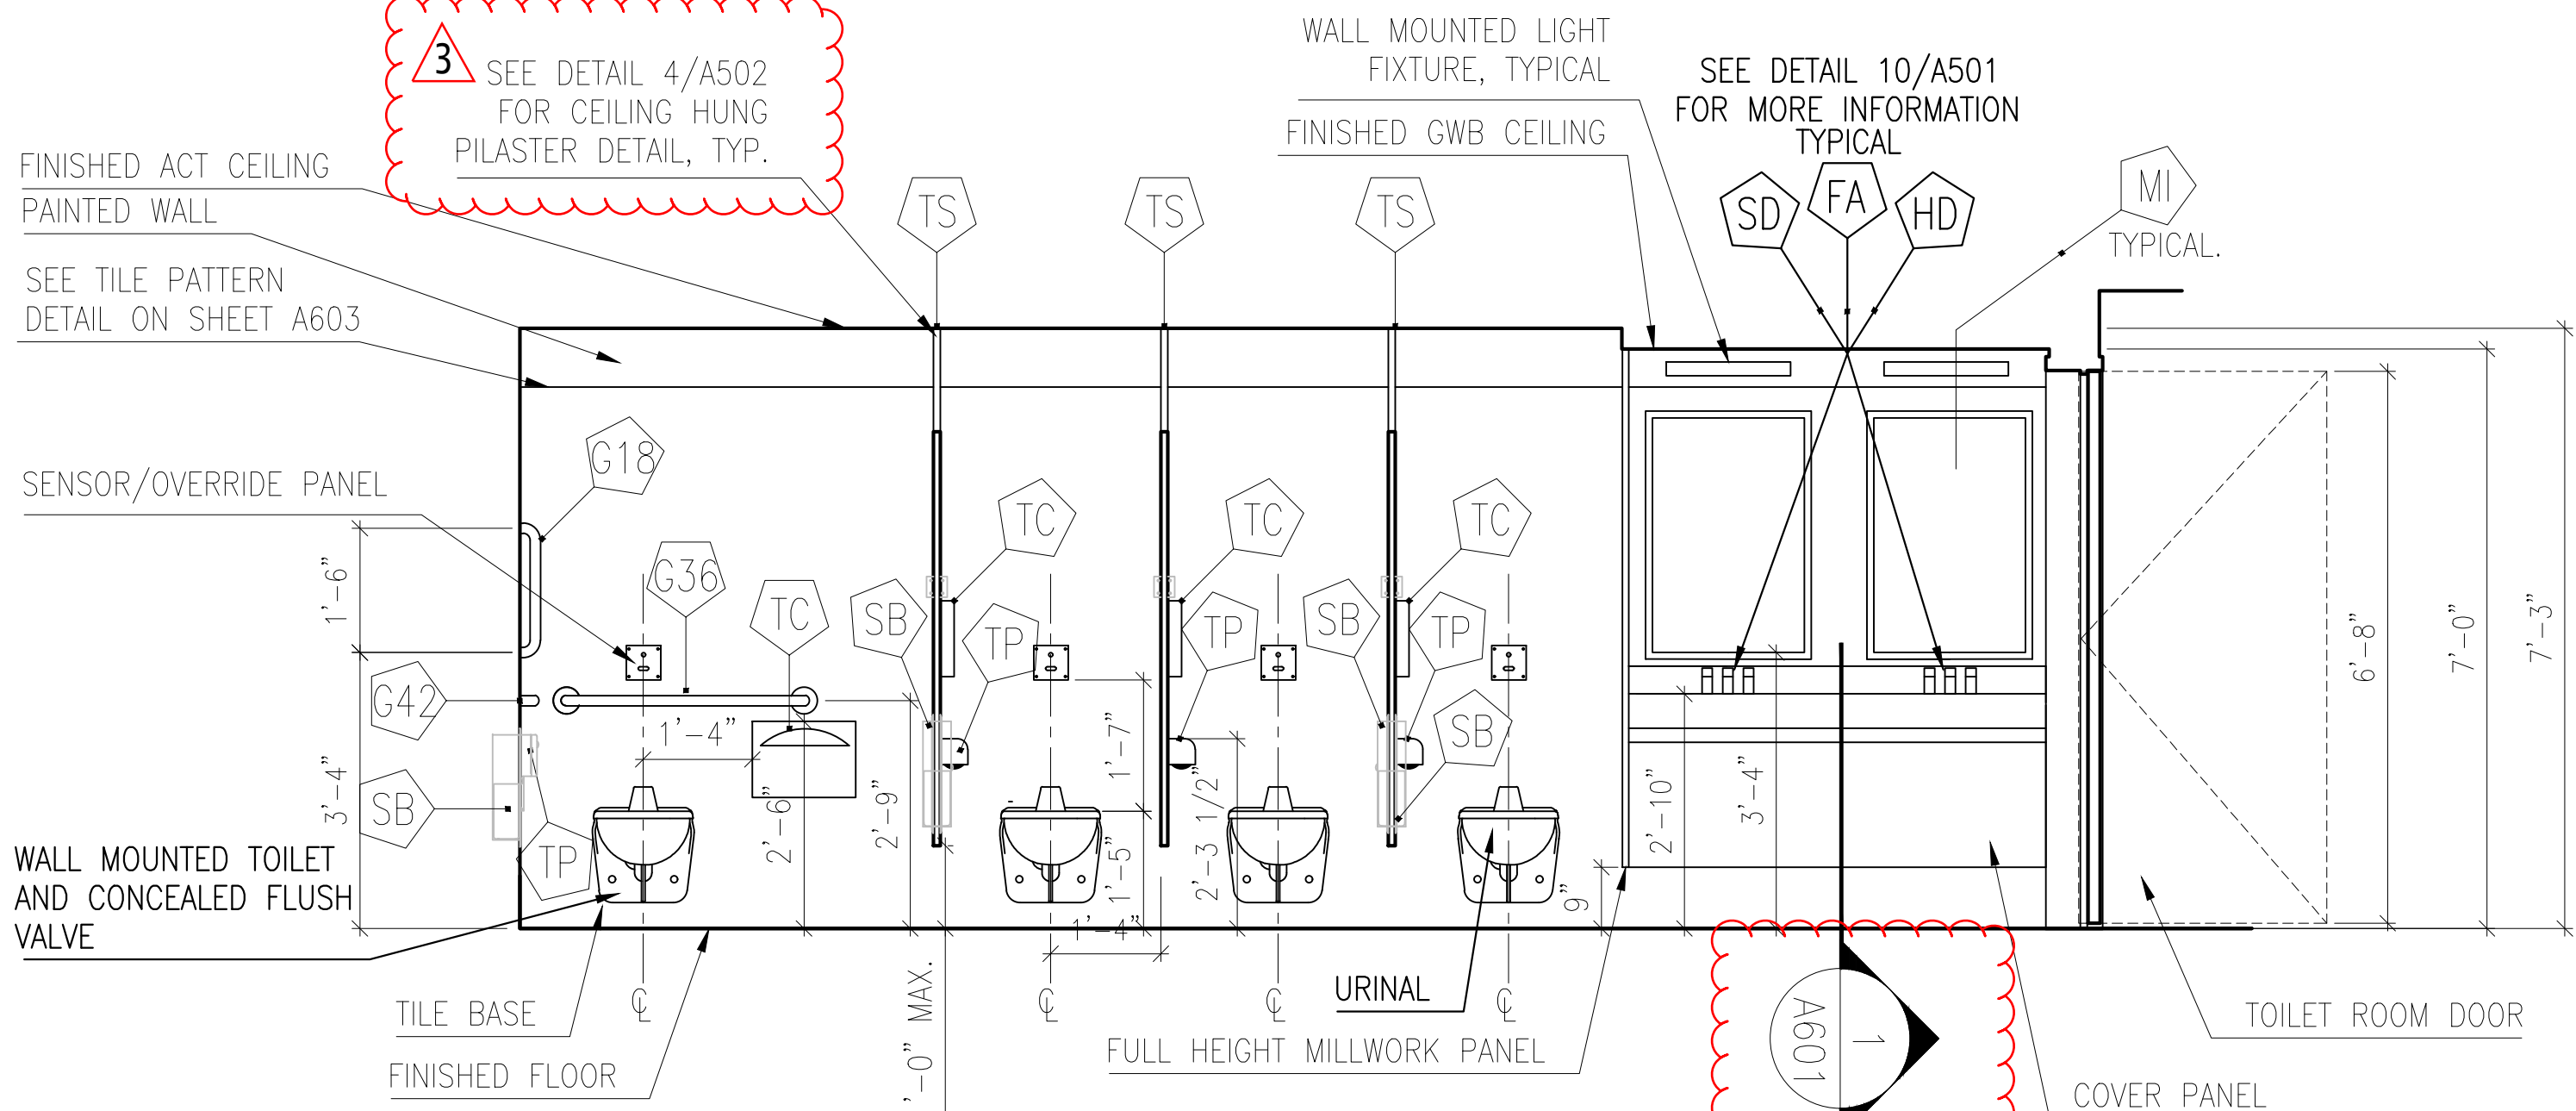 3
SEE DETAIL 4/A502
FOR CEILING HUNG
PILASTER DETAIL, TYP.
WALL MOUNTED LIGHT
FIXTURE, TYPICAL
FINISHED GWB CEILING
SEE DETAIL 10/A501
FOR MORE INFORMATION
TYPICAL
FINISHED ACT CEILING
PAINTED WALL
SEE TILE PATTERN
DETAIL ON SHEET A603
TS
TS
TS
SD
FA
HD
MI
TYPICAL.
SENSOR/OVERRIDE PANEL
G18
G36
TC
TC
TC
TC
SB
TP
TP
SB
TP
SB
G42
SB
TP
1'-6"
3'-4"
1'-4"
2'-6"
2'-9"
1'-7"
1'-5"
2'-3 1/2"
1'-4"
9"
2'-10"
3'-4"
6'-8"
7'-0"
7'-3"
WALL MOUNTED TOILET
AND CONCEALED FLUSH
VALVE
TILE BASE
FINISHED FLOOR
CL
CL
CL
CL
'-0" MAX.
URINAL
FULL HEIGHT MILLWORK PANEL
1
A601
TOILET ROOM DOOR
COVER PANEL